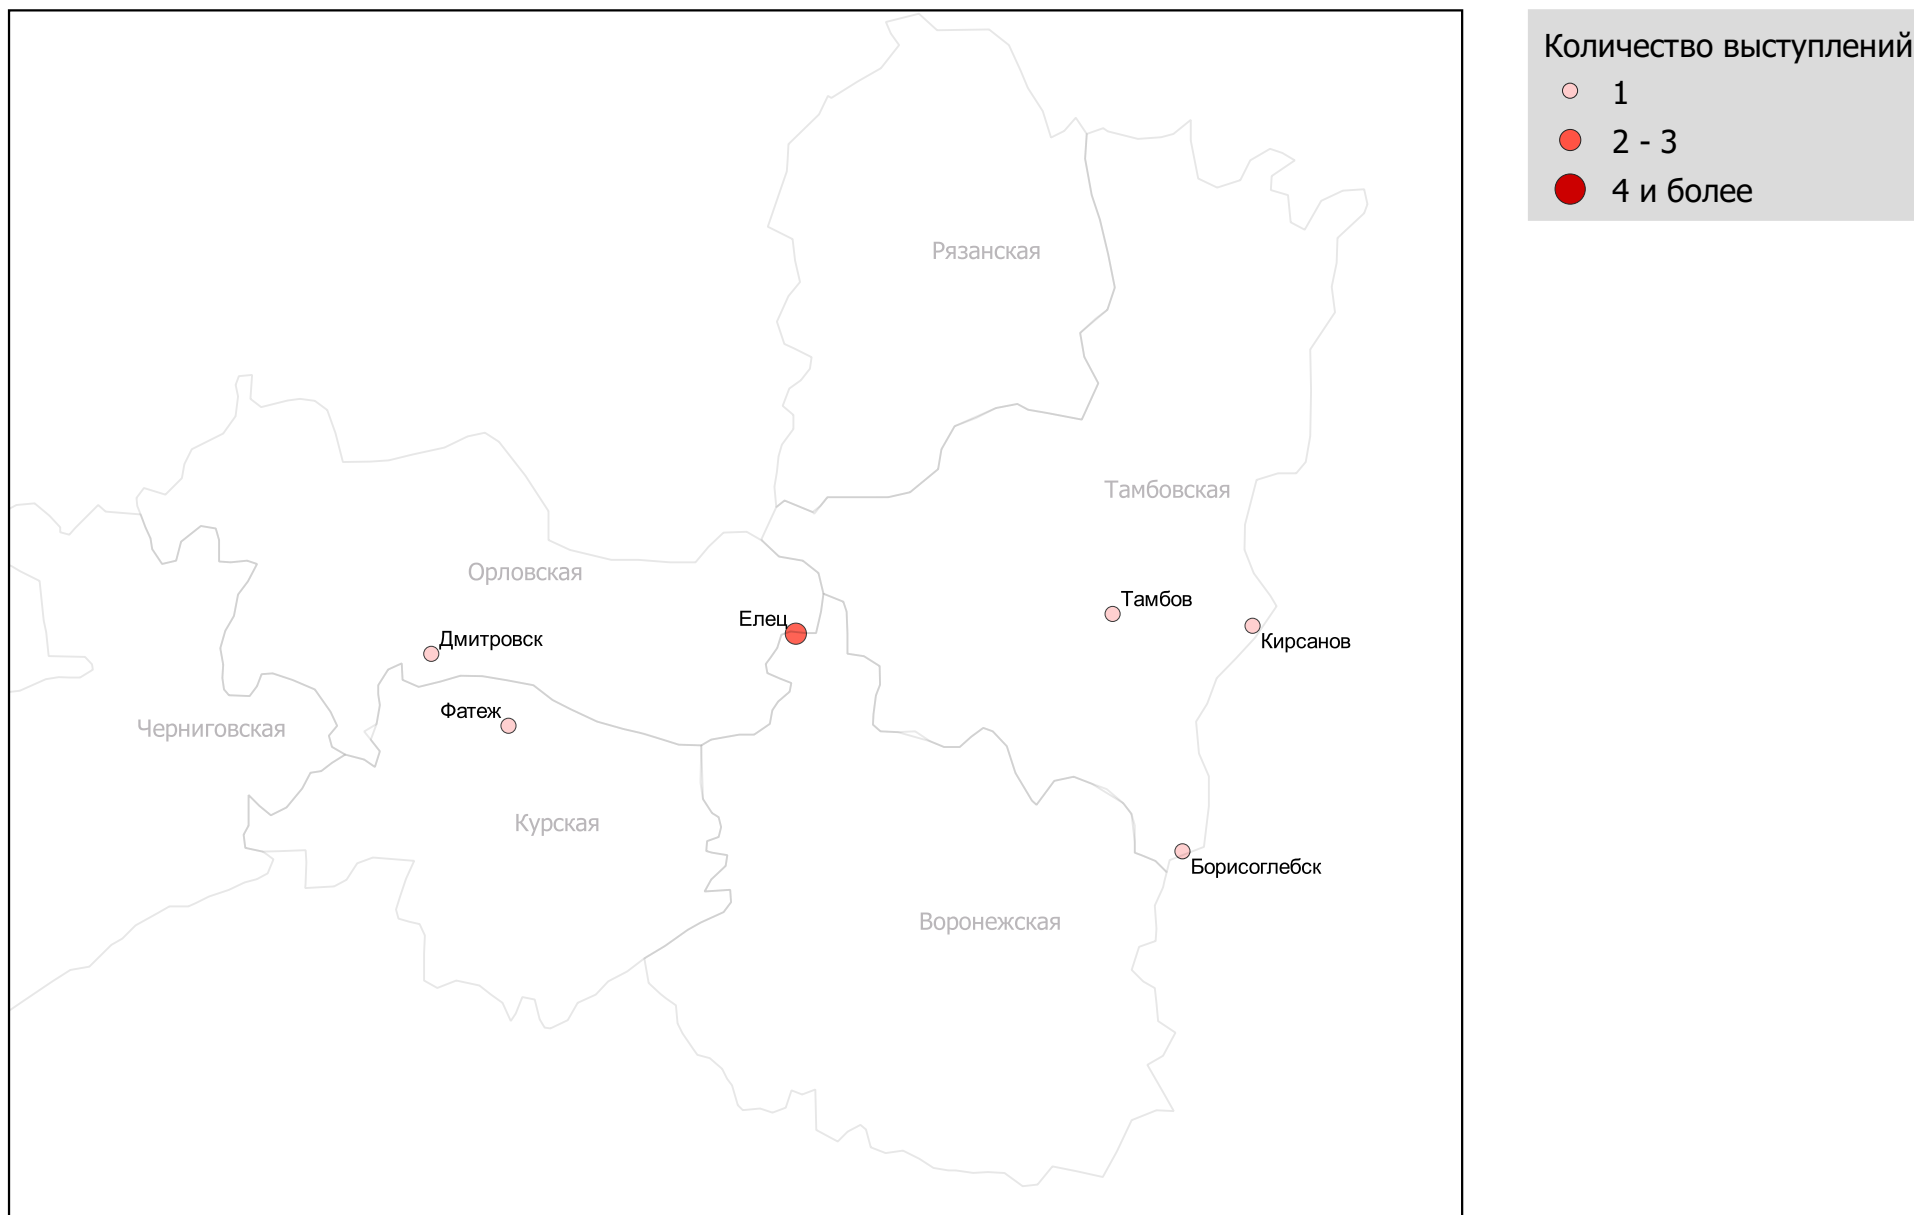 Количество выступлений
1
2 - 3
4 и более
Рязанская
Тамбовская
Орловская
Тамбов
Елец
Дмитровск
Кирсанов
Фатеж
Черниговская
Курская
Борисоглебск
Воронежская